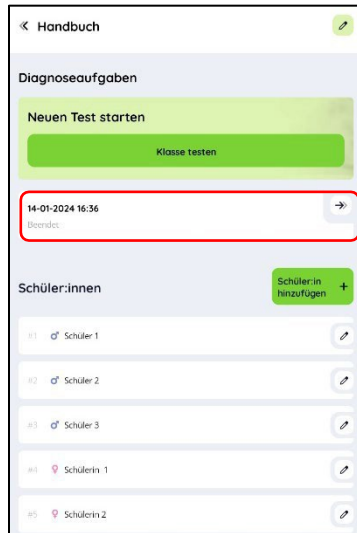 Handbuch
Diagnoseaufgaben
Neuen Test starten
Klasse testen
14-01-2024 16:36
Beendet
Schüler:innen
Schüler:in
hinzufügen +
#1 ♂ Schüler 1
#2 ♂ Schüler 2
#3 ♂ Schüler 3
#4 ♀ Schülerin 1
#5 ♀ Schülerin 2